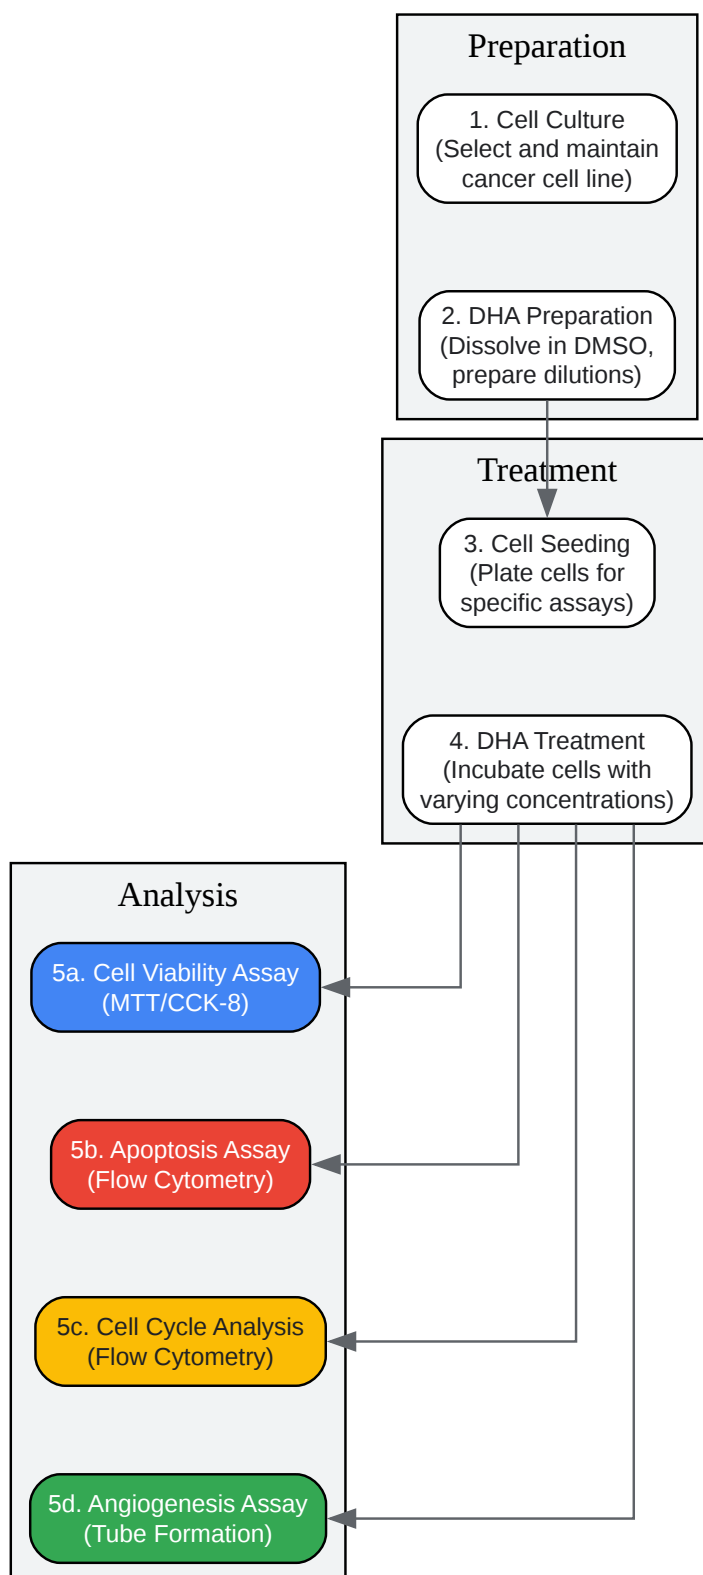 Preparation
1. Cell Culture
(Select and maintain
cancer cell line)
2. DHA Preparation
(Dissolve in DMSO,
prepare dilutions)
Treatment
3. Cell Seeding
(Plate cells for
specific assays)
4. DHA Treatment
(Incubate cells with
varying concentrations)
Analysis
5a. Cell Viability Assay
(MTT/CCK-8)
5b. Apoptosis Assay
(Flow Cytometry)
5c. Cell Cycle Analysis
(Flow Cytometry)
5d. Angiogenesis Assay
(Tube Formation)